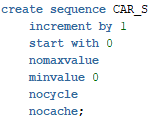 create sequence CAR_S
increment by 1
start with 0
nomaxvalue
minvalue 0
nocycle
nocache;